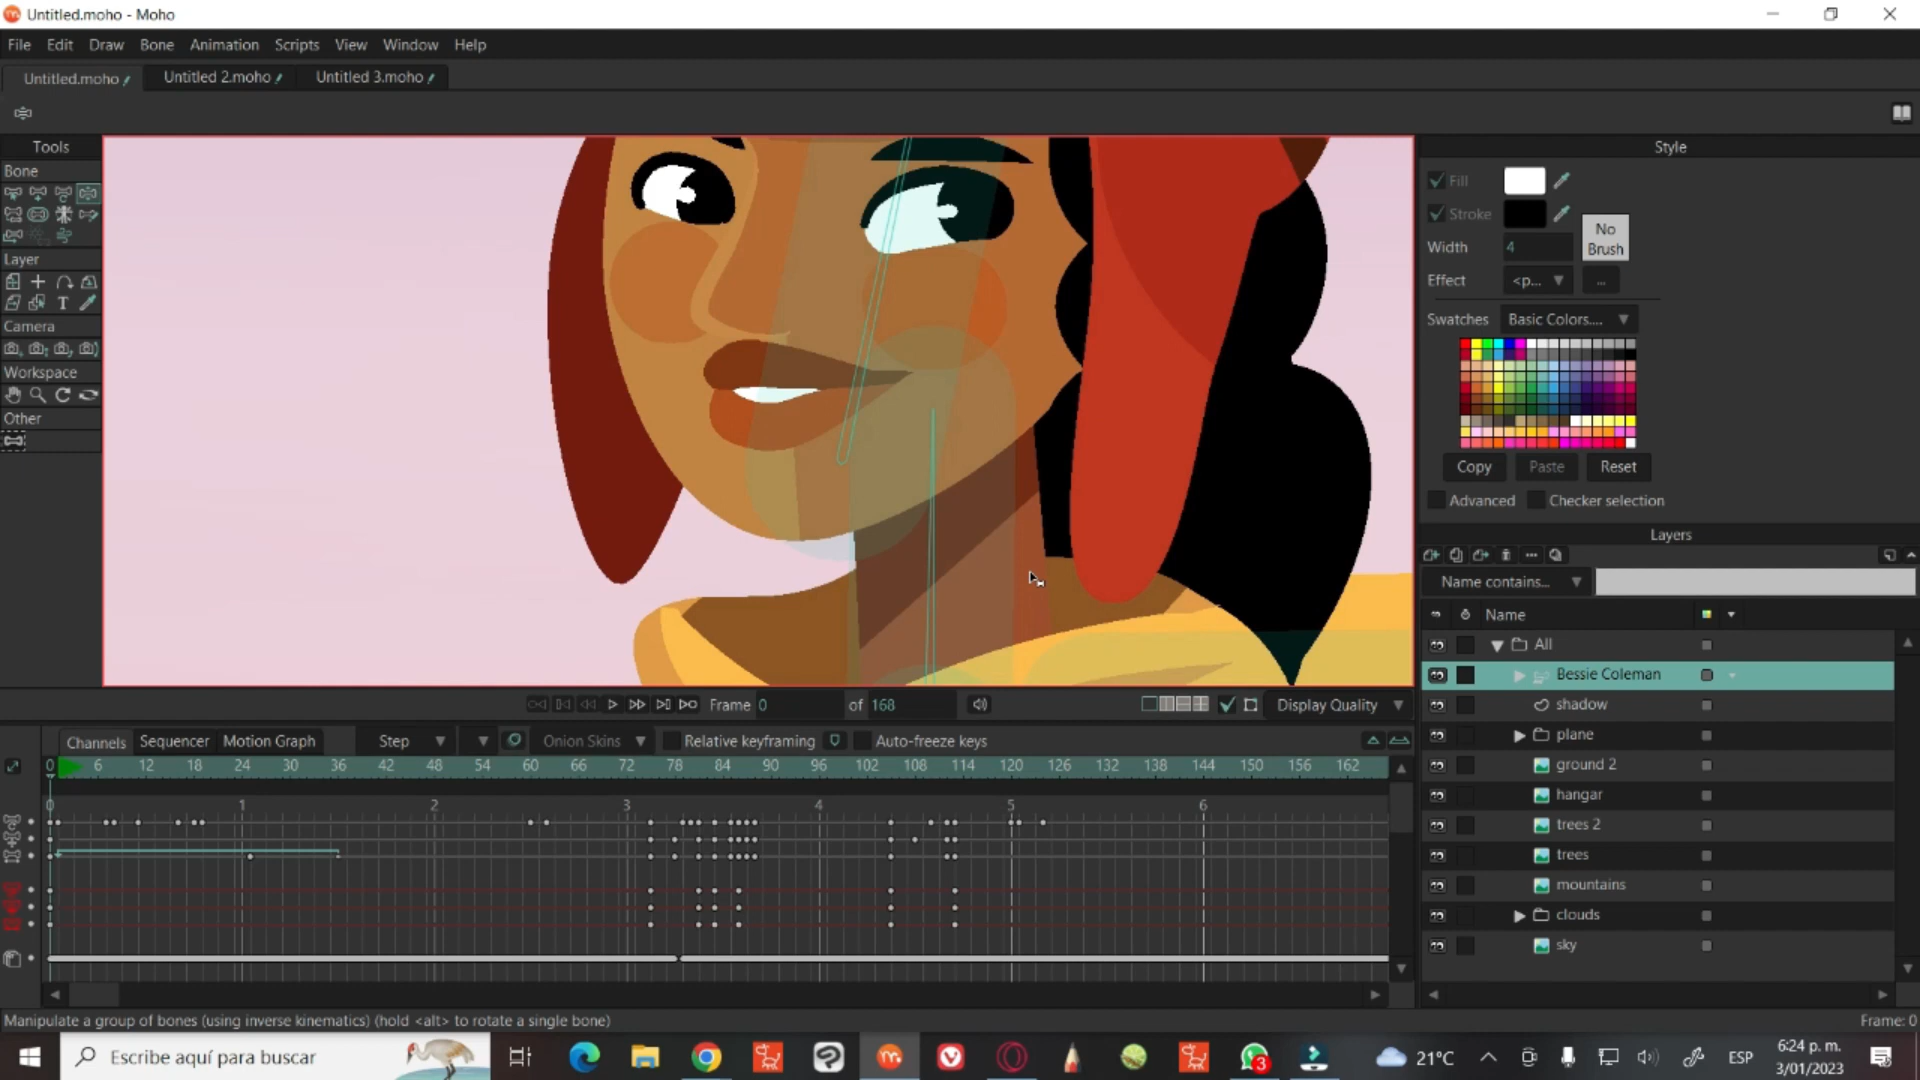 Untitled.moho - Moho
File Edit Draw Bone Animation Scripts View Window Help
Untitled.moho Untitled 2.moho Untitled 3.moho
Tools
Bone
Layer
T
Camera
Workspace
Other
Style
Fill
Stroke
Width 4
No Brush
Effect <p... ...
Swatches Basic Colors....
Copy Paste Reset
Advanced Checker selection
Layers
Name contains...
Name
All
Bessie Coleman
shadow
plane
ground 2
hangar
trees 2
trees
mountains
clouds
sky
Frame 0 of 168 Display Quality
Channels Sequencer Motion Graph Step Onion Skins Relative keyframing Auto-freeze keys
0 6 12 18 24 30 36 42 48 54 60 66 72 78 84 90 96 102 108 114 120 126 132 138 144 150 156 162
0 1 2 3 4 5 6
Manipulate a group of bones (using inverse kinematics) (hold <alt> to rotate a single bone)
Frame: 0
Escribe aquí para buscar
3
21°C
ESP
6:24 p. m.
3/01/2023